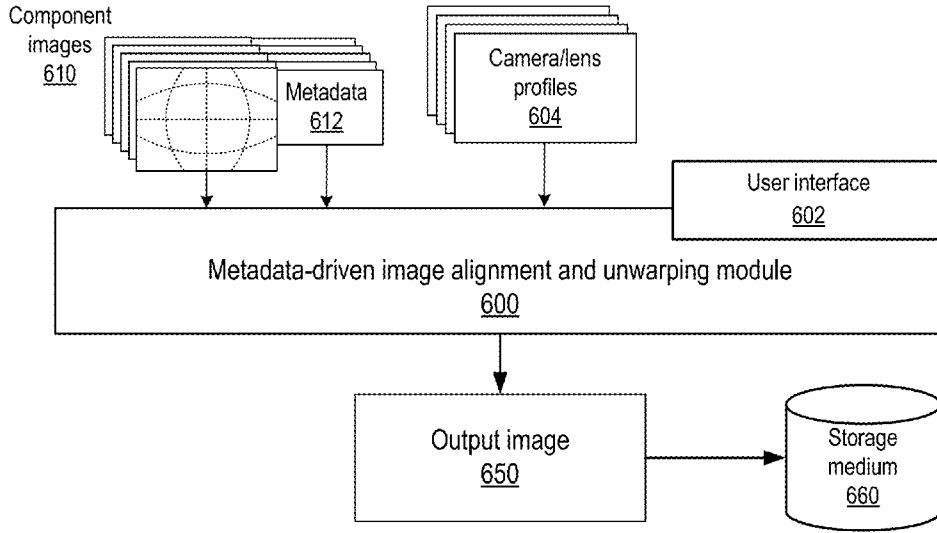 Component
images
610
Metadata
612
Camera/lens
profiles
604
User interface
602
Metadata-driven image alignment and unwarping module
600
Output image
650
Storage
medium
660